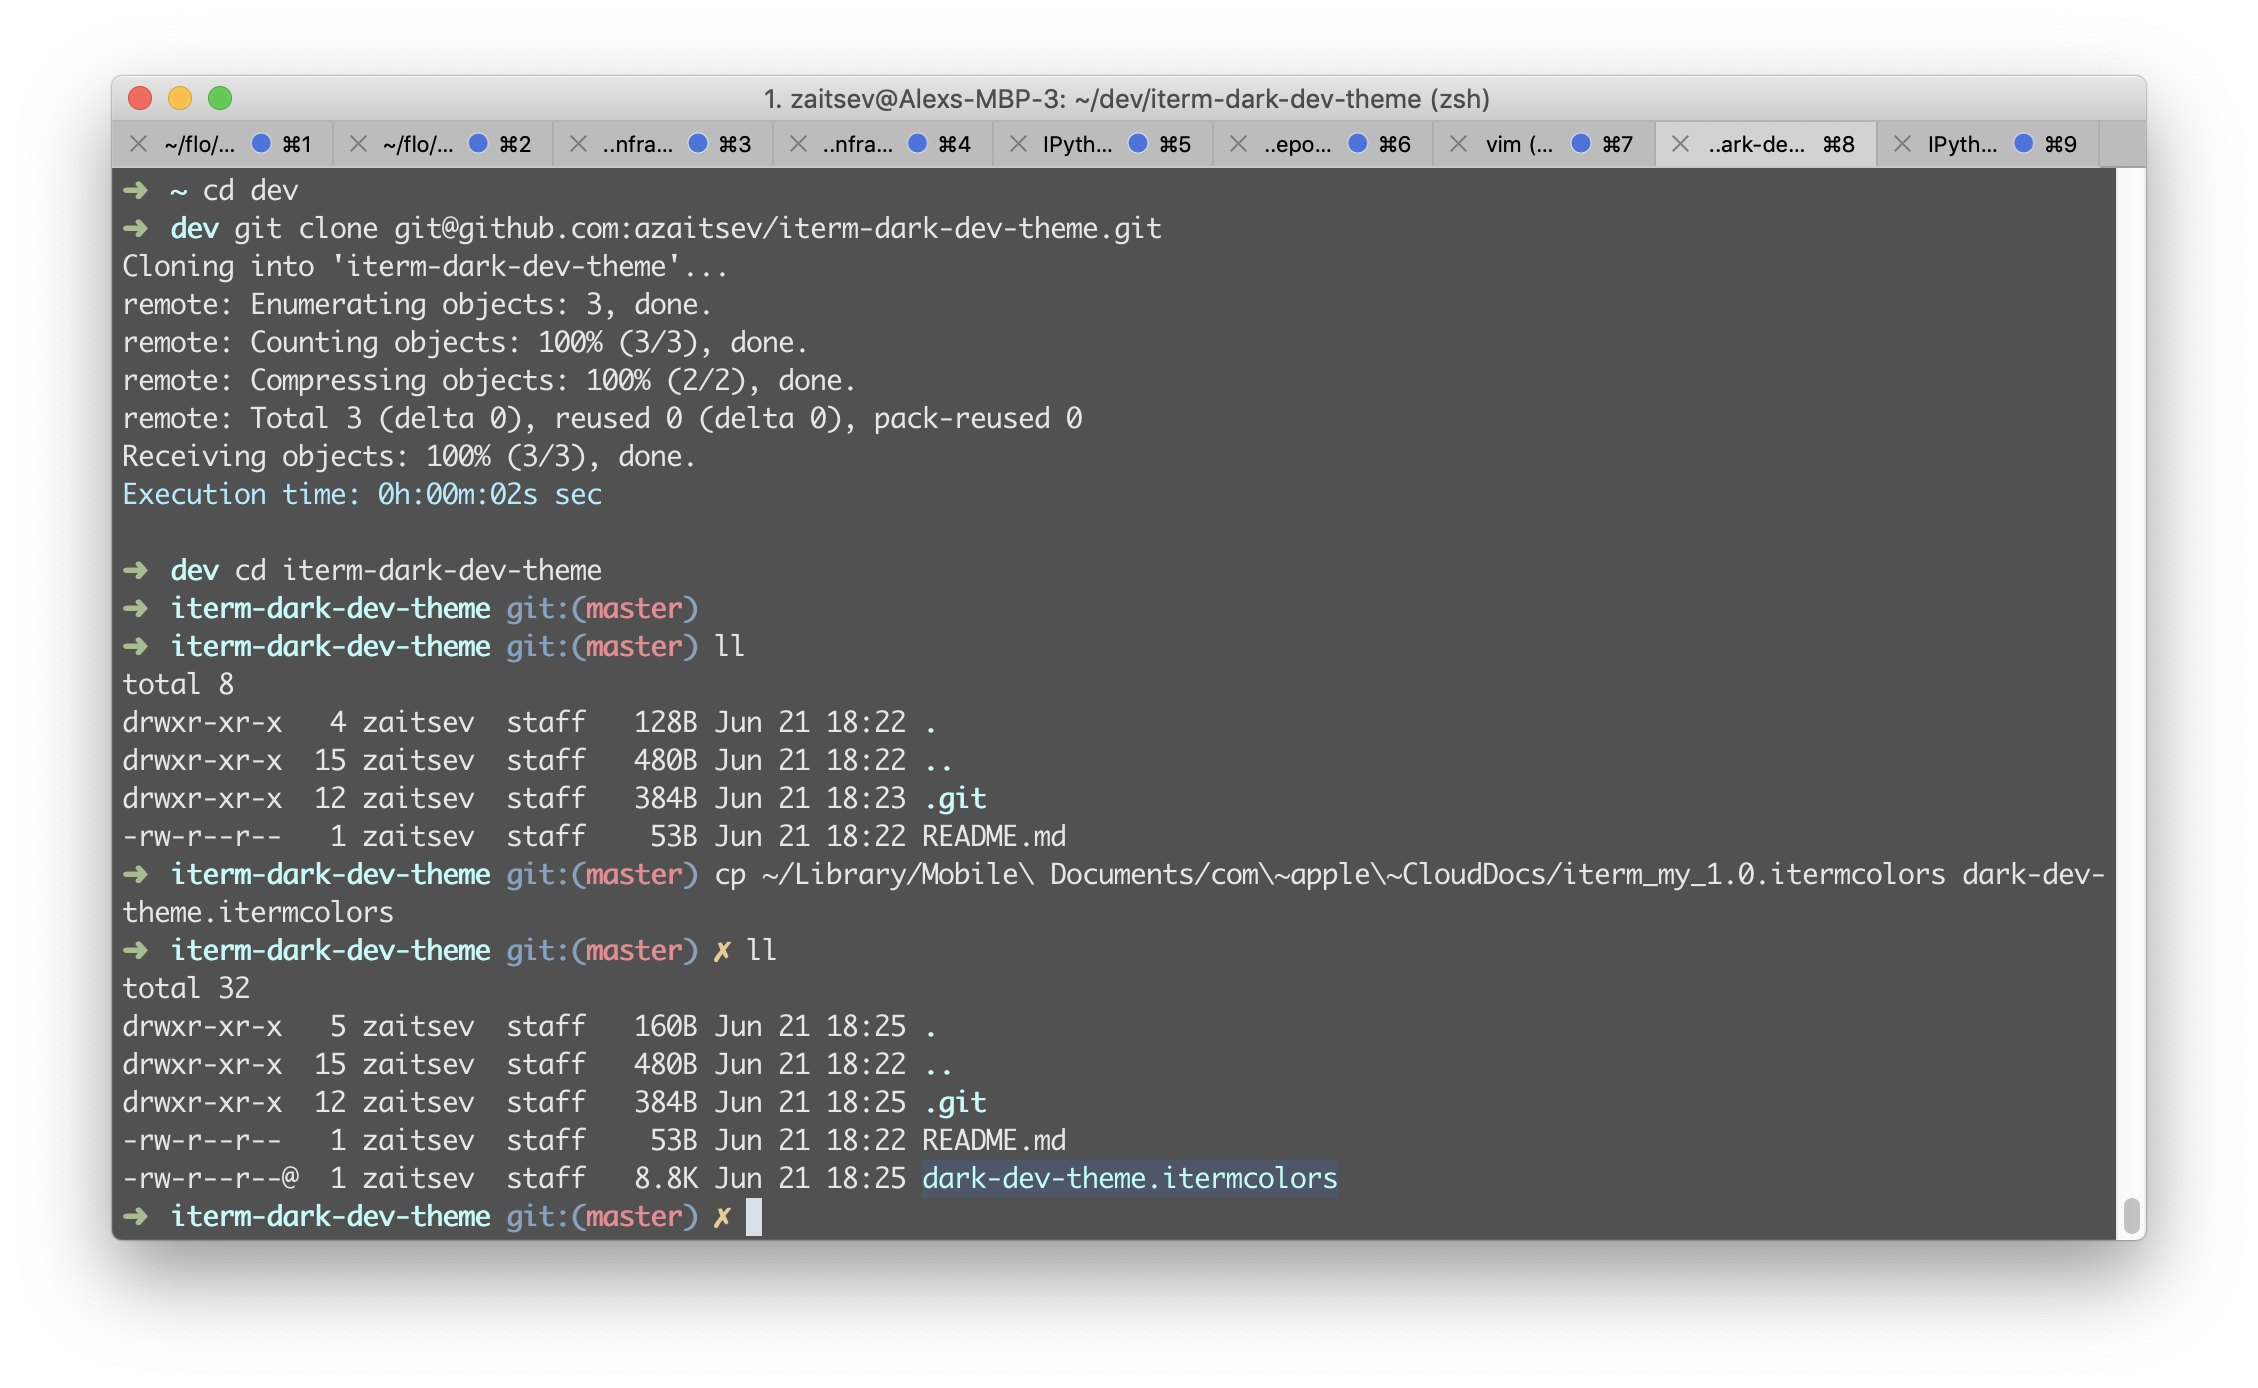 1. zaitsev@Alexs-MBP-3: ~/dev/iterm-dark-dev-theme (zsh)
~/flo/... ⌘1 ~/flo/... ⌘2 ..nfra... ⌘3 ..nfra... ⌘4 IPyth... ⌘5 ..epo... ⌘6 vim (... ⌘7 ..ark-de... ⌘8 IPyth... ⌘9
➜  ~ cd dev
➜  dev git clone git@github.com:azaitsev/iterm-dark-dev-theme.git
Cloning into 'iterm-dark-dev-theme'...
remote: Enumerating objects: 3, done.
remote: Counting objects: 100% (3/3), done.
remote: Compressing objects: 100% (2/2), done.
remote: Total 3 (delta 0), reused 0 (delta 0), pack-reused 0
Receiving objects: 100% (3/3), done.
Execution time: 0h:00m:02s sec
➜  dev cd iterm-dark-dev-theme
➜  iterm-dark-dev-theme git:(master)
➜  iterm-dark-dev-theme git:(master) ll
total 8
drwxr-xr-x   4 zaitsev  staff   128B Jun 21 18:22 .
drwxr-xr-x  15 zaitsev  staff   480B Jun 21 18:22 ..
drwxr-xr-x  12 zaitsev  staff   384B Jun 21 18:23 .git
-rw-r--r--   1 zaitsev  staff    53B Jun 21 18:22 README.md
➜  iterm-dark-dev-theme git:(master) cp ~/Library/Mobile\ Documents/com\~apple\~CloudDocs/iterm_my_1.0.itermcolors dark-dev-
theme.itermcolors
➜  iterm-dark-dev-theme git:(master) ✗ ll
total 32
drwxr-xr-x   5 zaitsev  staff   160B Jun 21 18:25 .
drwxr-xr-x  15 zaitsev  staff   480B Jun 21 18:22 ..
drwxr-xr-x  12 zaitsev  staff   384B Jun 21 18:25 .git
-rw-r--r--   1 zaitsev  staff    53B Jun 21 18:22 README.md
-rw-r--r--@  1 zaitsev  staff   8.8K Jun 21 18:25 dark-dev-theme.itermcolors
➜  iterm-dark-dev-theme git:(master) ✗